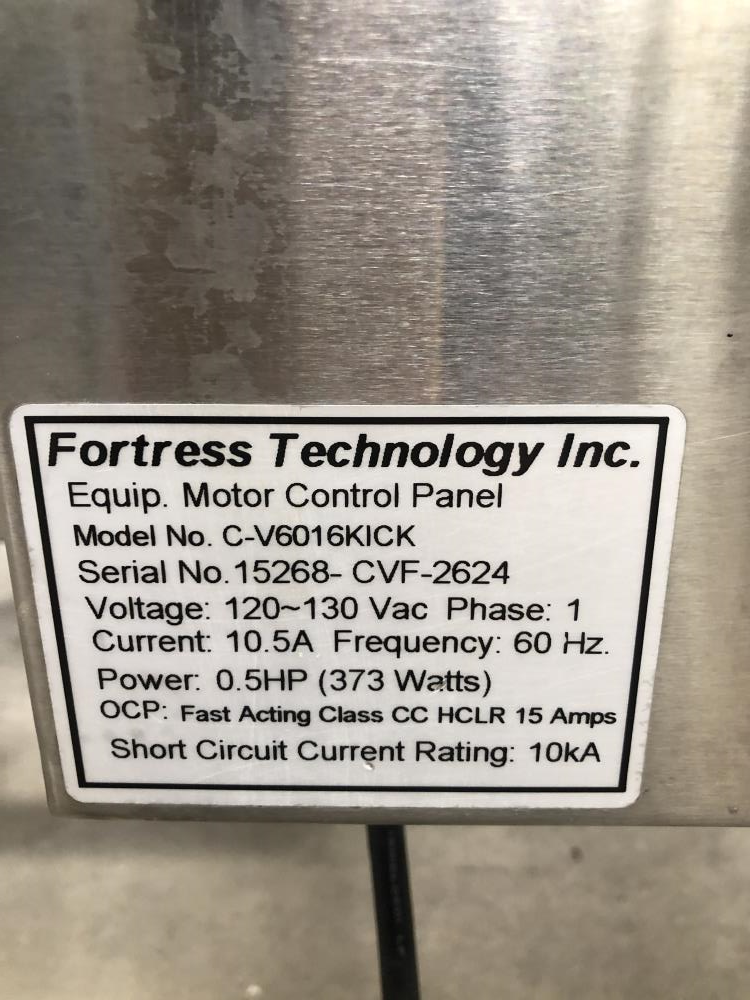 Fortress Technology Inc.
Equip. Motor Control Panel
Model No. C-V6016KICK
Serial No.15268- CVF-2624
Voltage: 120~130 Vac Phase: 1
Current: 10.5A Frequency: 60 Hz.
Power: 0.5HP (373 Watts)
OCP: Fast Acting Class CC HCLR 15 Amps
Short Circuit Current Rating: 10kA